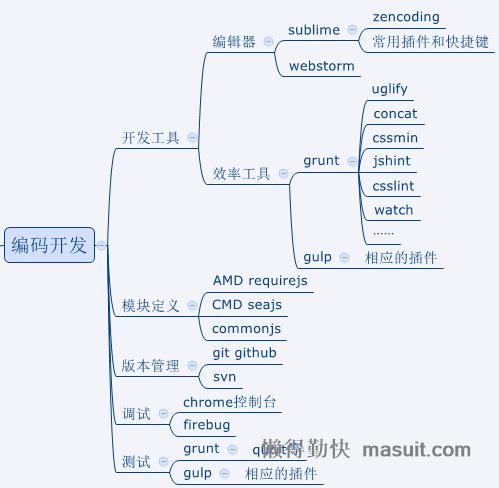 编码开发
开发工具
编辑器
sublime
zencoding
常用插件和快捷键
webstorm
效率工具
grunt
uglify
concat
cssmin
jshint
csslint
watch
......
gulp
相应的插件
模块定义
AMD requirejs
CMD seajs
commonjs
版本管理
git github
svn
调试
chrome控制台
firebug
测试
grunt
gulp
相应的插件
懒得勤快 masuit.com